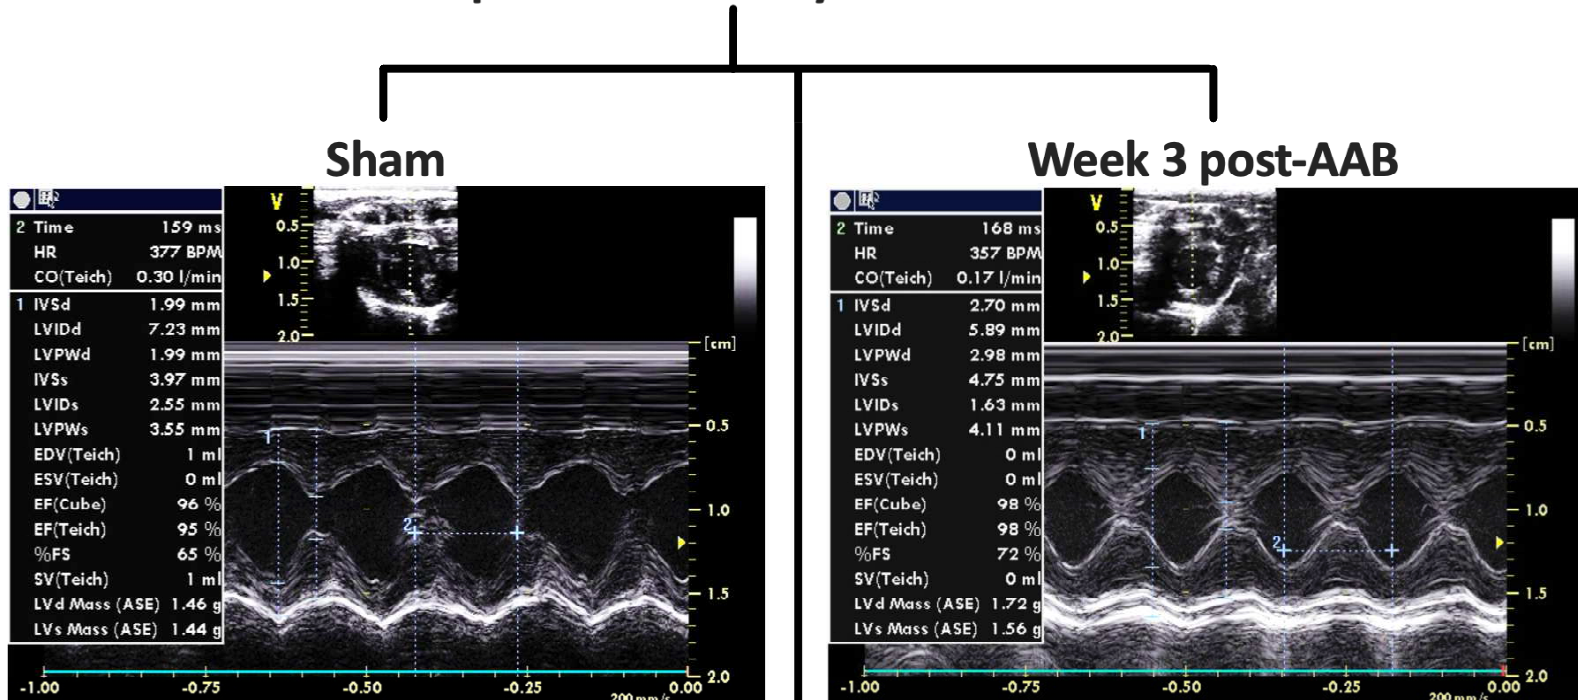 Sham
2 Time 159 ms
HR 377 BPM
CO(Teich) 0.30 l/min
1 IVSd 1.99 mm
LVIDd 7.23 mm
LVPWd 1.99 mm
IVSs 3.97 mm
LVIDs 2.55 mm
LVPWs 3.55 mm
EDV(Teich) 1 ml
ESV(Teich) 0 ml
EF(Cube) 96 %
EF(Teich) 95 %
%FS 65 %
SV(Teich) 1 ml
LVd Mass (ASE) 1.46 g
LVs Mass (ASE) 1.44 g
V
0.5
1.0
1.5
2.0
[cm]
0.5
1
1.0
2
1.5
2.0
-1.00 -0.75 -0.50 -0.25 0.00
200 mm/s
Week 3 post-AAB
2 Time 168 ms
HR 357 BPM
CO(Teich) 0.17 l/min
1 IVSd 2.70 mm
LVIDd 5.89 mm
LVPWd 2.98 mm
IVSs 4.75 mm
LVIDs 1.63 mm
LVPWs 4.11 mm
EDV(Teich) 0 ml
ESV(Teich) 0 ml
EF(Cube) 98 %
EF(Teich) 98 %
%FS 72 %
SV(Teich) 0 ml
LVd Mass (ASE) 1.72 g
LVs Mass (ASE) 1.56 g
V
0.5
1.0
1.5
2.0
[cm]
0.5
1
1.0
2
1.5
2.0
-1.00 -0.75 -0.50 -0.25 0.00
200 mm/s